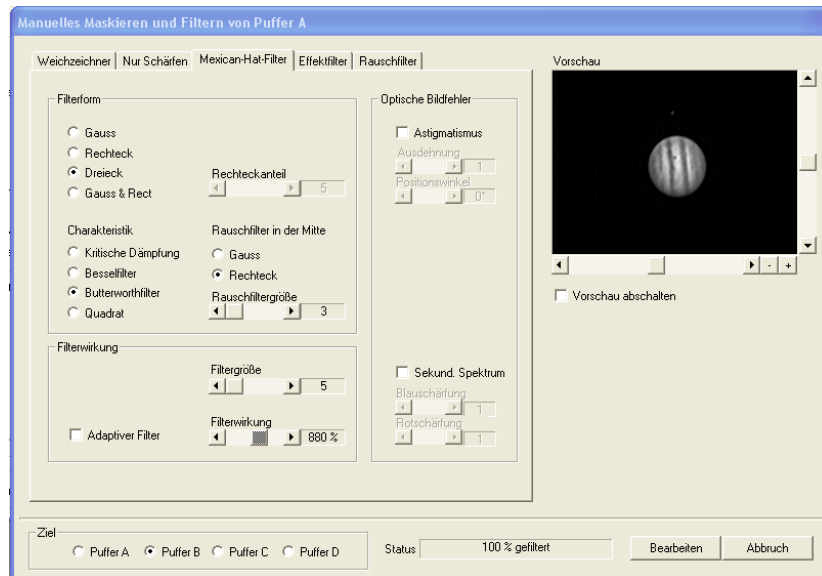 Manuelles Maskieren und Filtern von Puffer A
Weichzeichner Nur Schärfen Mexican-Hat-Filter Effektfilter Rauschfilter
Filterform
Gauss
Rechteck
Dreieck
Gauss & Rect
Rechteckanteil
5
Charakteristik
Kritische Dämpfung
Besselfilter
Butterworthfilter
Quadrat
Rauschfilter in der Mitte
Gauss
Rechteck
Rauschfiltergröße
3
Filterwirkung
Filtergröße
5
Adaptiver Filter
Filterwirkung
880 %
Optische Bildfehler
Astigmatismus
Ausdehnung
1
Positionswinkel
0°
Sekund. Spektrum
Blauschärfung
1
Rotschärfung
1
Vorschau
- +
Vorschau abschalten
Ziel
Puffer A Puffer B Puffer C Puffer D
Status 100 % gefiltert
Bearbeiten Abbruch